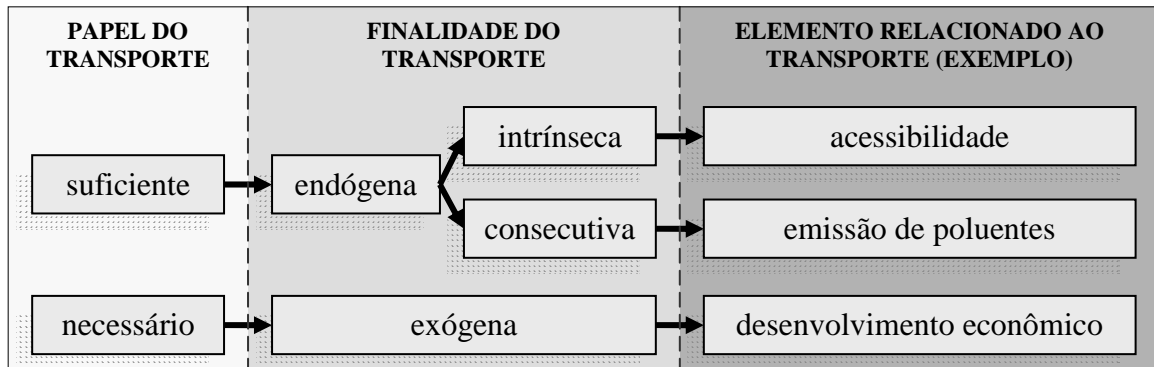 PAPEL DO
TRANSPORTE
FINALIDADE DO
TRANSPORTE
ELEMENTO RELACIONADO AO
TRANSPORTE (EXEMPLO)
suficiente
endógena
intrínseca
acessibilidade
consecutiva
emissão de poluentes
necessário
exógena
desenvolvimento econômico